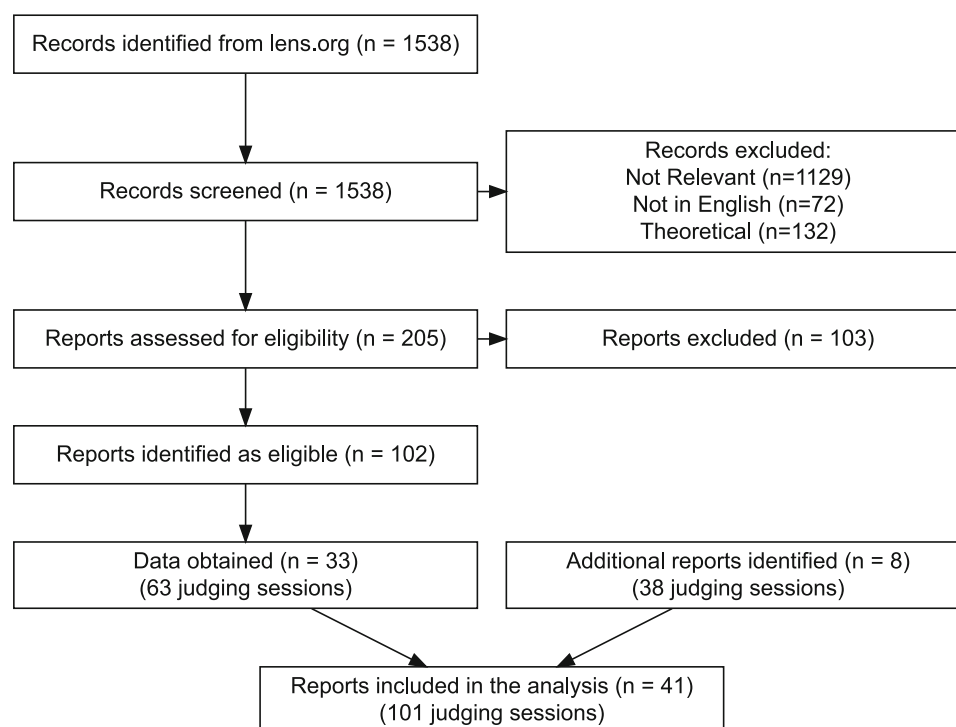 Records identified from lens.org (n = 1538)
Records screened (n = 1538)
Records excluded:
Not Relevant (n=1129)
Not in English (n=72)
Theoretical (n=132)
Reports assessed for eligibility (n = 205)
Reports excluded (n = 103)
Reports identified as eligible (n = 102)
Data obtained (n = 33)
(63 judging sessions)
Additional reports identified (n = 8)
(38 judging sessions)
Reports included in the analysis (n = 41)
(101 judging sessions)